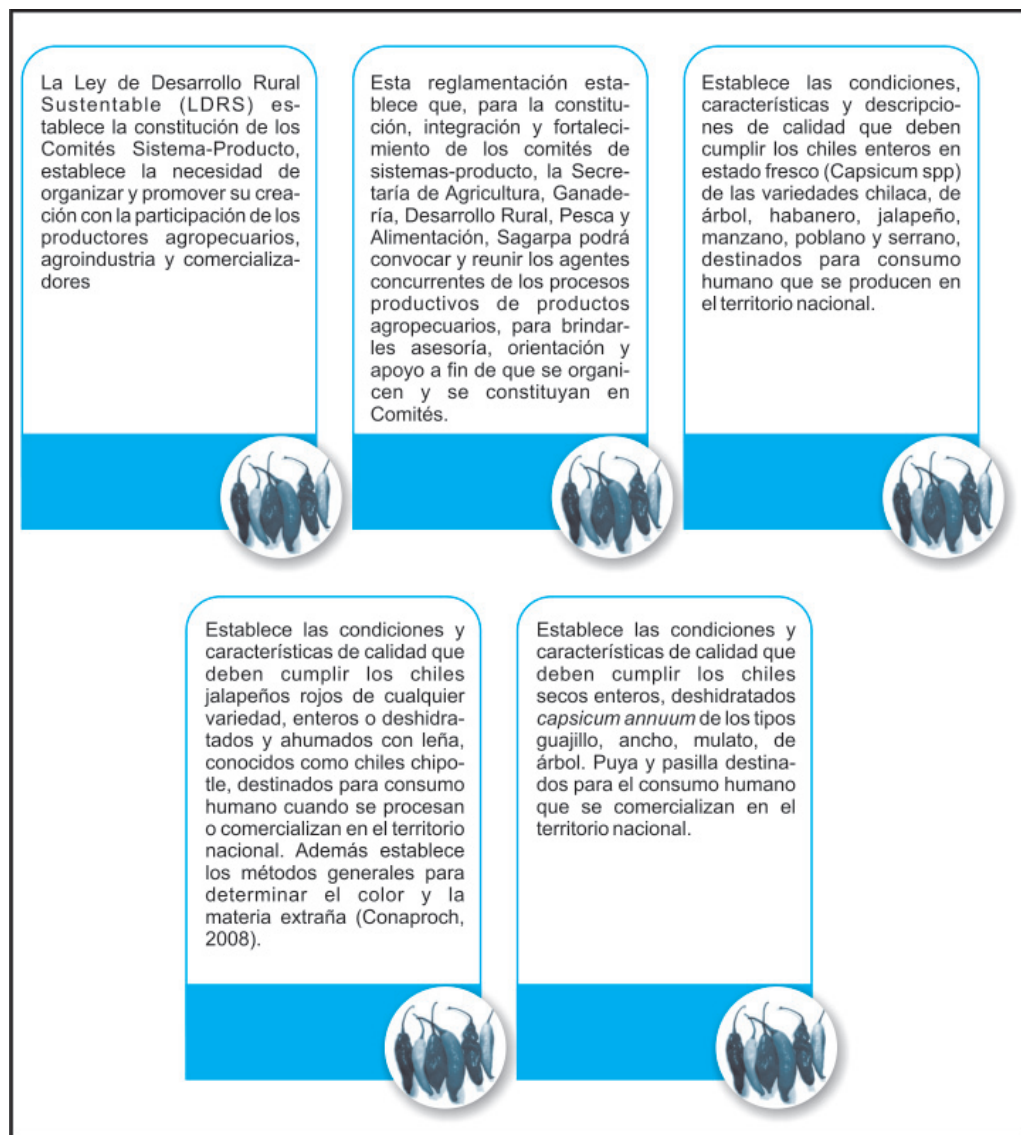 La Ley de Desarrollo Rural
Sustentable (LDRS) es-
tablece la constitución de los
Comités Sistema-Producto,
establece la necesidad de
organizar y promover su crea-
ción con la participación de los
productores agropecuarios,
agroindustria y comercializa-
dores
Esta reglamentación esta-
blece que, para la constitu-
ción, integración y fortaleci-
miento de los comités de
sistemas-producto, la Secre-
taría de Agricultura, Ganade-
ría, Desarrollo Rural, Pesca y
Alimentación, Sagarpa podrá
convocar y reunir los agentes
concurrentes de los procesos
productivos de productos
agropecuarios, para brindar-
les asesoría, orientación y
apoyo a fin de que se organi-
cen y se constituyan en
Comités.
Establece las condiciones,
características y descripcio-
nes de calidad que deben
cumplir los chiles enteros en
estado fresco (Capsicum spp)
de las variedades chilaca, de
árbol, habanero, jalapeño,
manzano, poblano y serrano,
destinados para consumo
humano que se producen en
el territorio nacional.
Establece las condiciones y
características de calidad que
deben cumplir los chiles
jalapeños rojos de cualquier
variedad, enteros o deshidra-
tados y ahumados con leña,
conocidos como chiles chipo-
tle, destinados para consumo
humano cuando se procesan
o comercializan en el territorio
nacional. Además establece
los métodos generales para
determinar el color y la
materia extraña (Conaproch,
2008).
Establece las condiciones y
características de calidad que
deben cumplir los chiles
secos enteros, deshidratados
capsicum annuum de los tipos
guajillo, ancho, mulato, de
árbol. Puya y pasilla destina-
dos para el consumo humano
que se comercializan en el
territorio nacional.